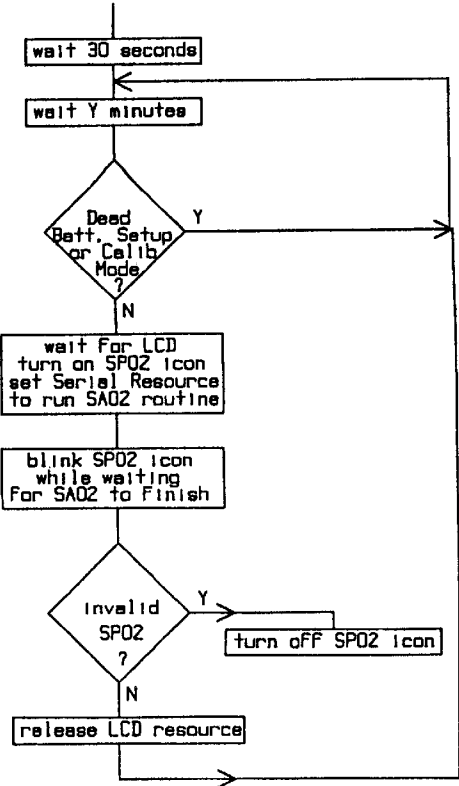 wait 30 seconds
wait Y minutes
Dead
Batt. Setup
or Calib
Mode
?
Y
N
wait for LCD
turn on SPO2 icon
set Serial Resource
to run SAO2 routine
blink SPO2 icon
while waiting
for SAO2 to finish
invalid
SPO2
?
Y
turn off SPO2 icon
N
release LCD resource